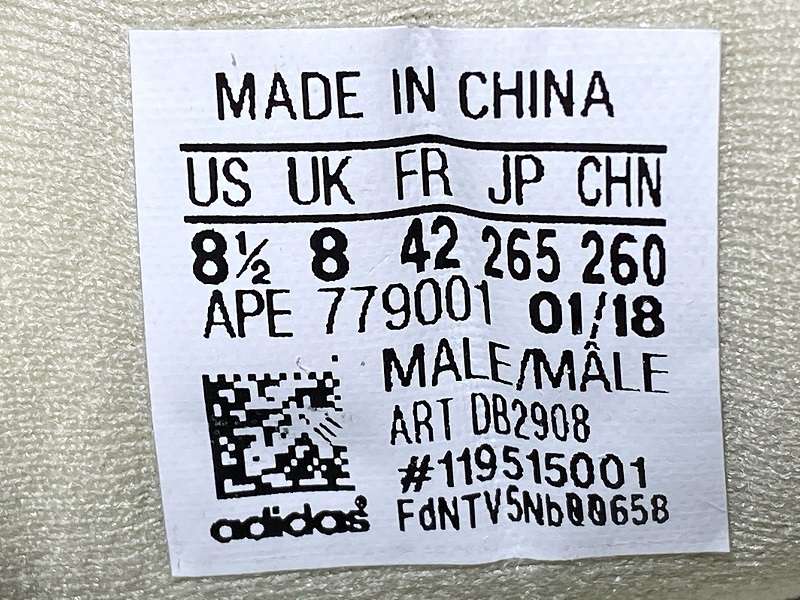 MADE IN CHINA
US UK FR JP CHN
8½ 8 42 265 260
APE 779001 01/18
MALE/MÂLE
ART DB2908
#119515001
FdNTV5Nb00658
adidas